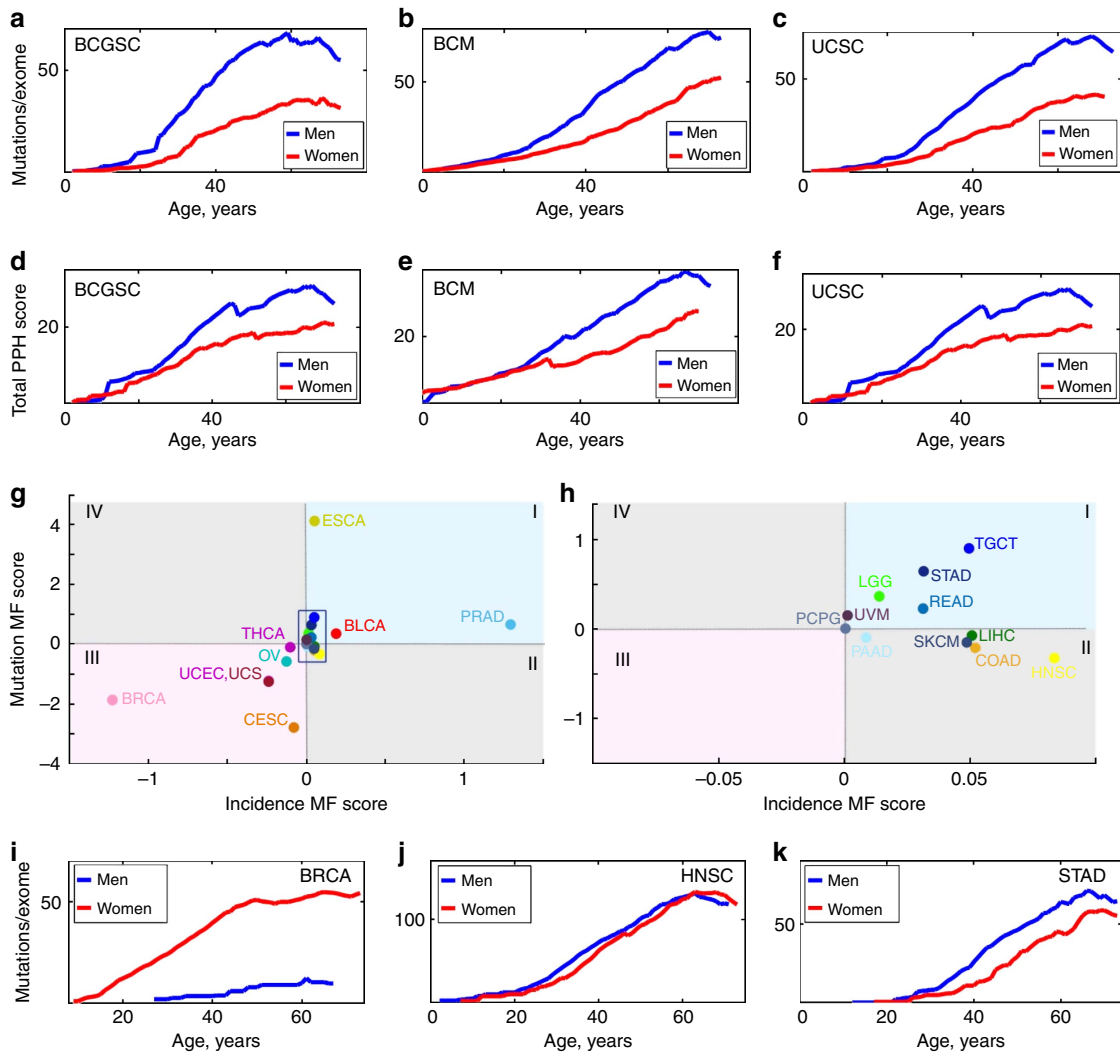 a
BCGSC
Mutations/exome
50
Men
Women
0
40
Age, years
b
BCM
50
Men
Women
0
40
Age, years
c
UCSC
50
Men
Women
0
40
Age, years
d
BCGSC
Total PPH score
20
Men
Women
0
40
Age, years
e
BCM
20
Men
Women
0
40
Age, years
f
UCSC
20
Men
Women
0
40
Age, years
g
IV
I
4
ESCA
Mutation MF score
2
PRAD
BLCA
THCA
0
III
OV
II
UCEC,UCS
–2
BRCA
CESC
–4
–1
0
1
Incidence MF score
h
IV
I
1
TGCT
STAD
LGG
READ
PCPG
UVM
0
LIHC
SKCM
III
PAAD
II
COAD
HNSC
–1
–0.05
0
0.05
Incidence MF score
i
BRCA
Men
Women
Mutations/exome
50
20
40
60
Age, years
j
HNSC
Men
Women
100
0
20
40
60
Age, years
k
STAD
Men
Women
50
0
20
40
60
Age, years